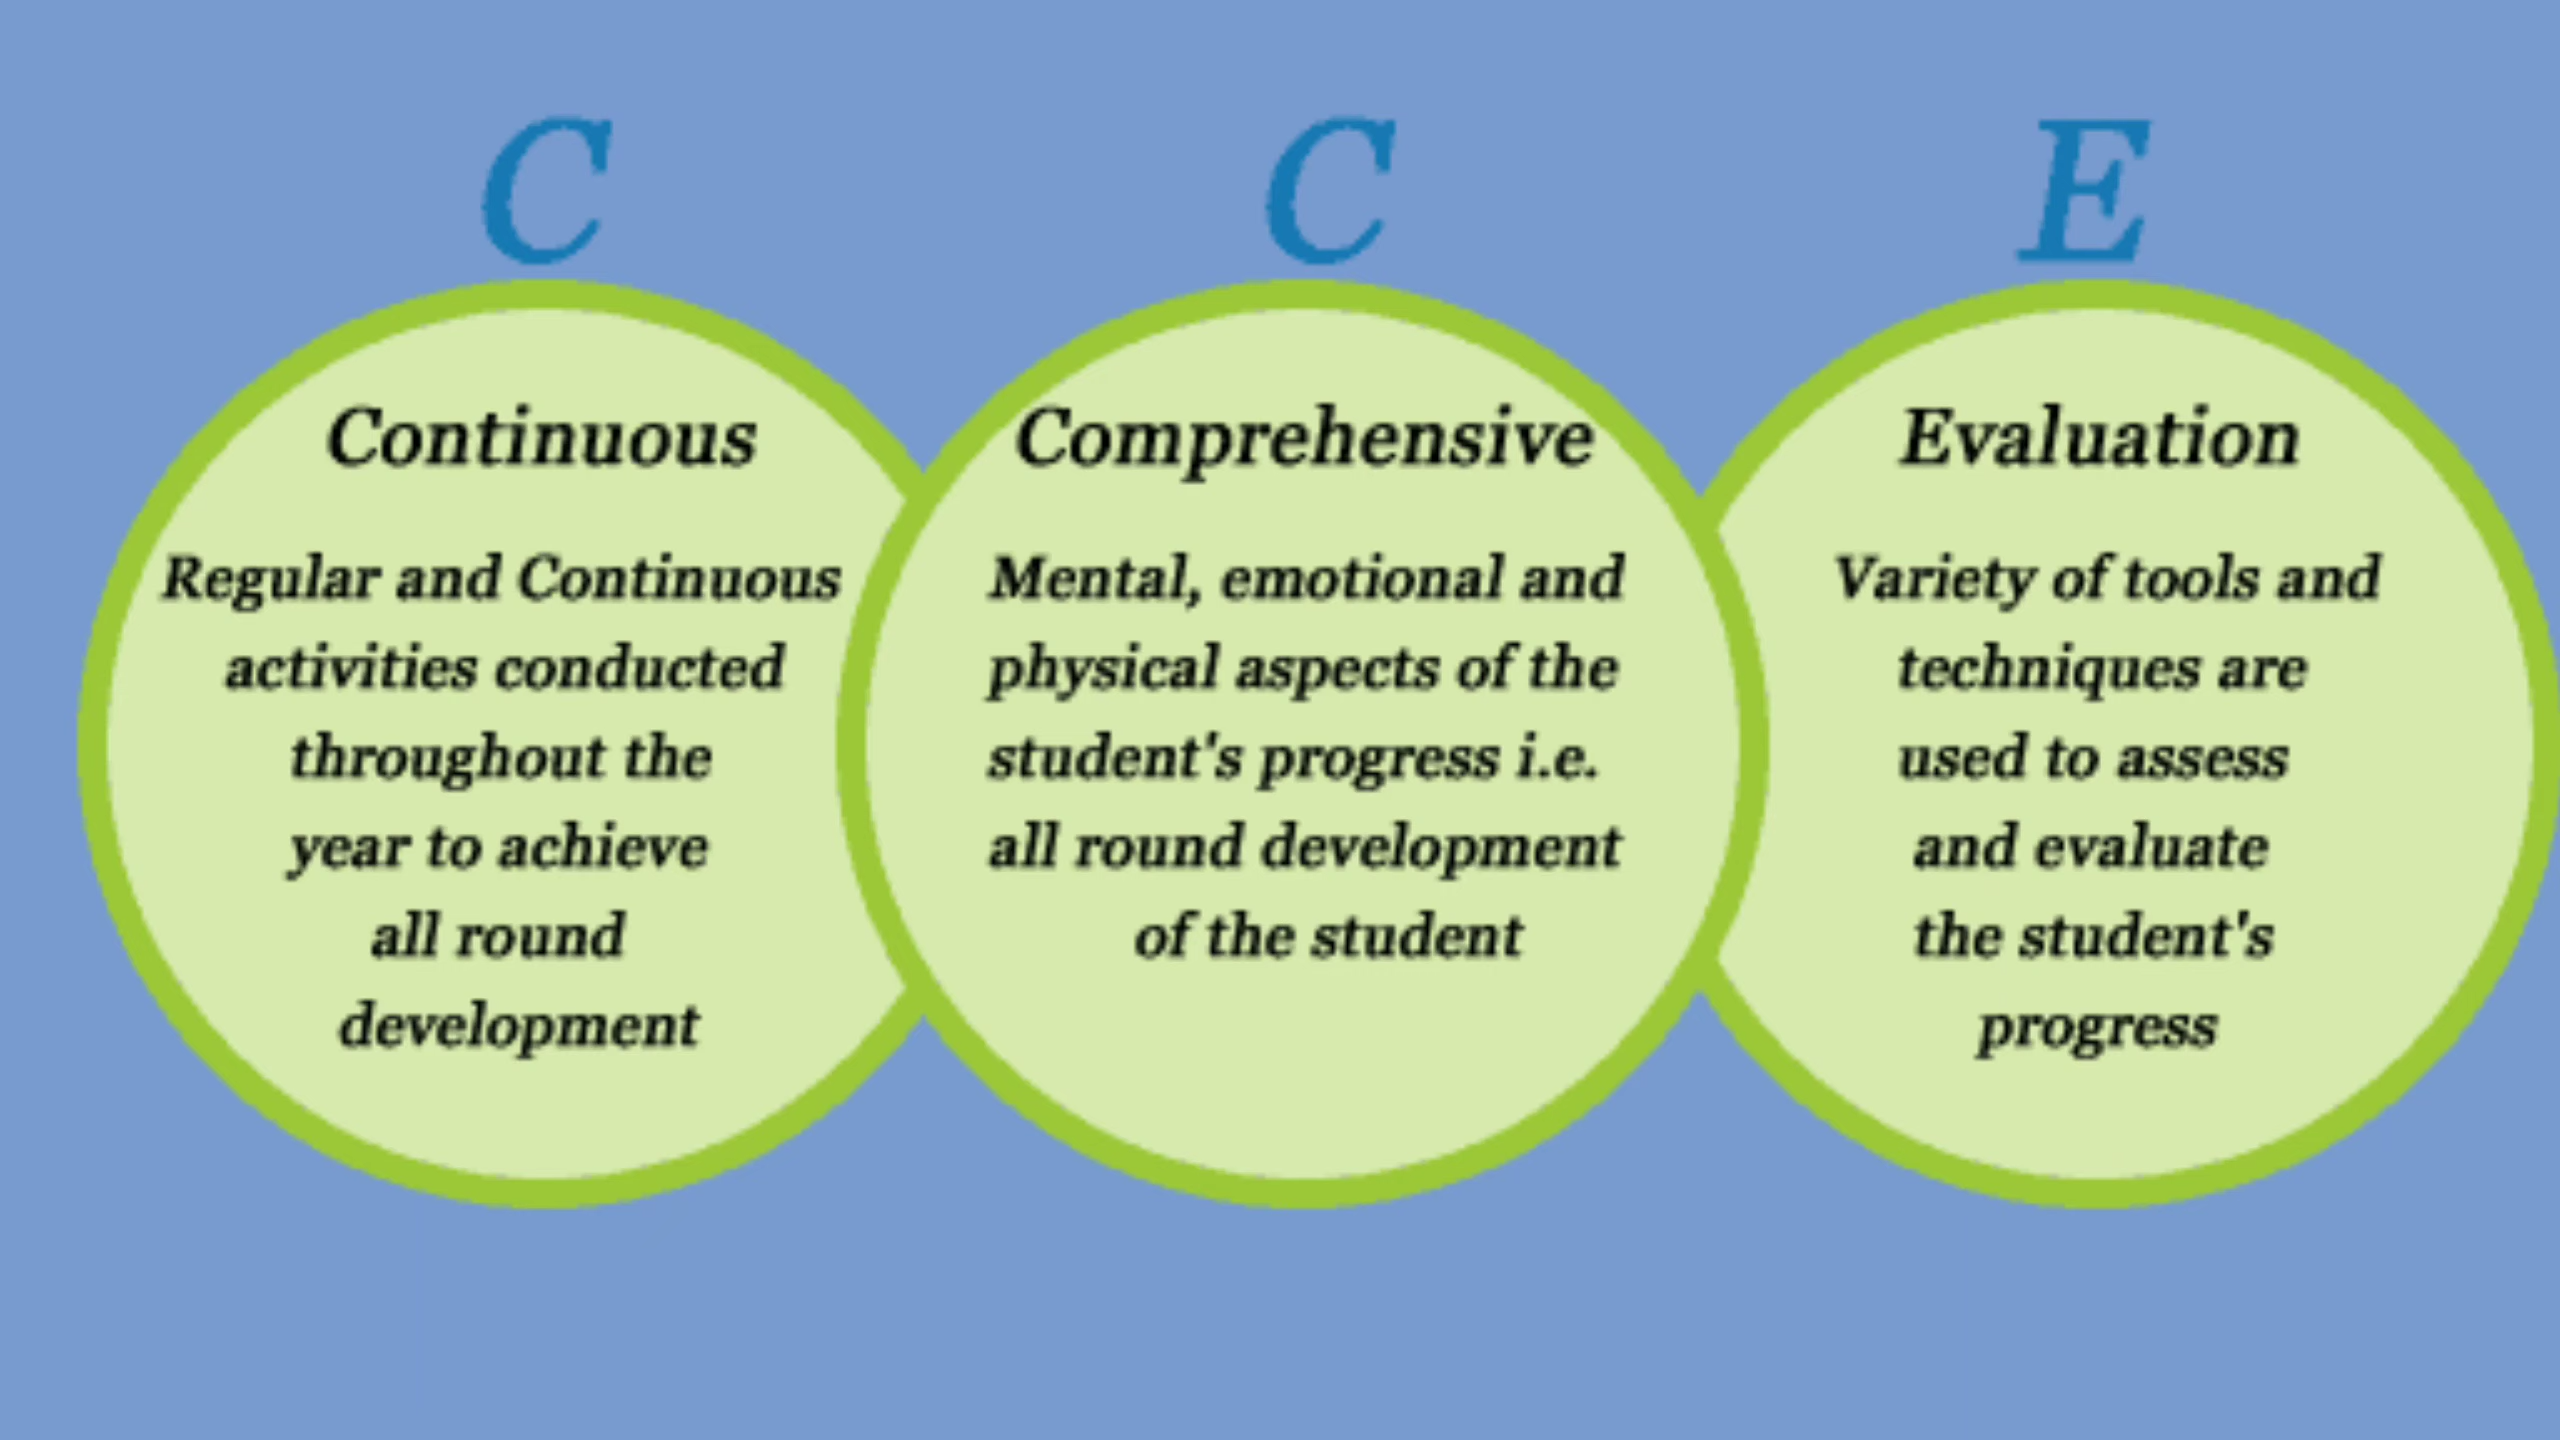 C
Continuous
Regular and Continuous
activities conducted
throughout the
year to achieve
all round
development
C
Comprehensive
Mental, emotional and
physical aspects of the
student's progress i.e.
all round development
of the student
E
Evaluation
Variety of tools and
techniques are
used to assess
and evaluate
the student's
progress